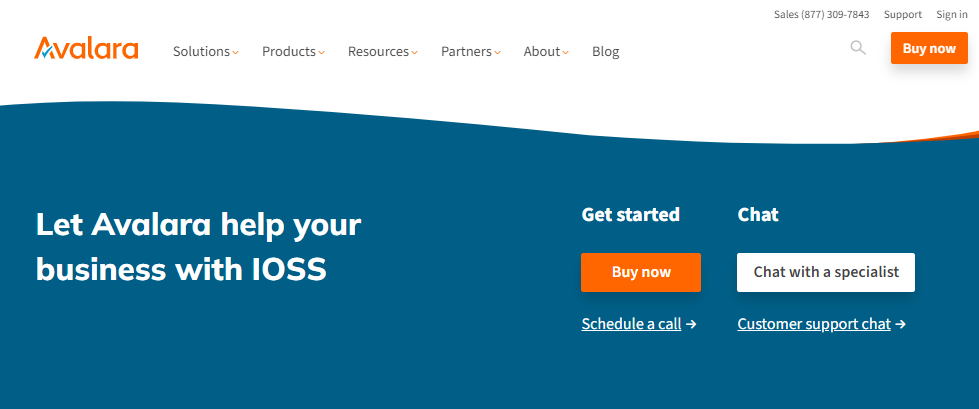 Sales (877) 309-7843 Support Sign in
Avalara Solutions Products Resources Partners About Blog Buy now
Let Avalara help your
business with IOSS
Get started
Buy now
Schedule a call →
Chat
Chat with a specialist
Customer support chat →